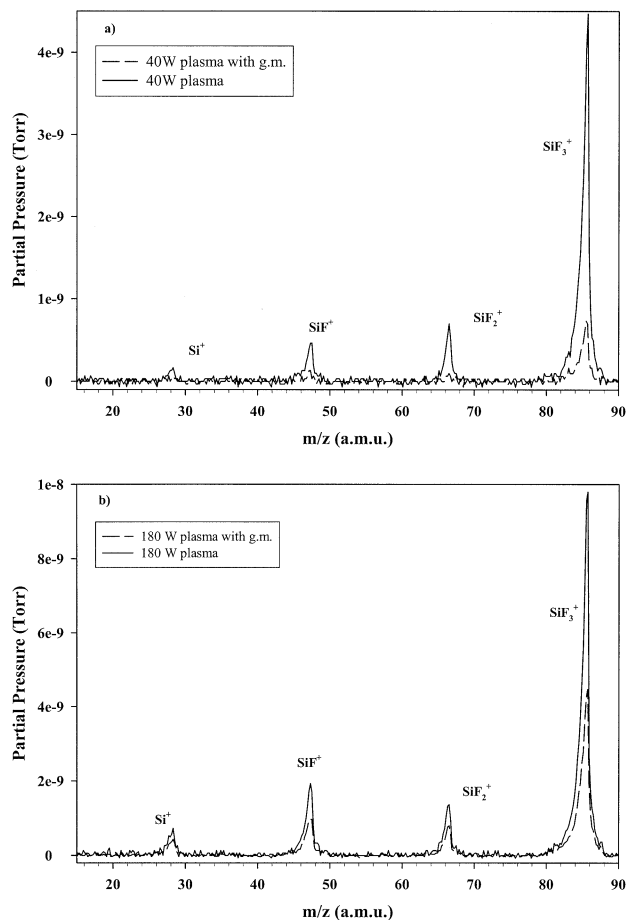 a)
40W plasma with g.m.
40W plasma
4e-9
3e-9
2e-9
1e-9
0
Partial Pressure (Torr)
Si⁺
SiF⁺
SiF₂⁺
SiF₃⁺
20 30 40 50 60 70 80 90
m/z (a.m.u.)
b)
180 W plasma with g.m.
180 W plasma
1e-8
8e-9
6e-9
4e-9
2e-9
0
Partial Pressure (Torr)
Si⁺
SiF⁺
SiF₂⁺
SiF₃⁺
20 30 40 50 60 70 80 90
m/z (a.m.u.)